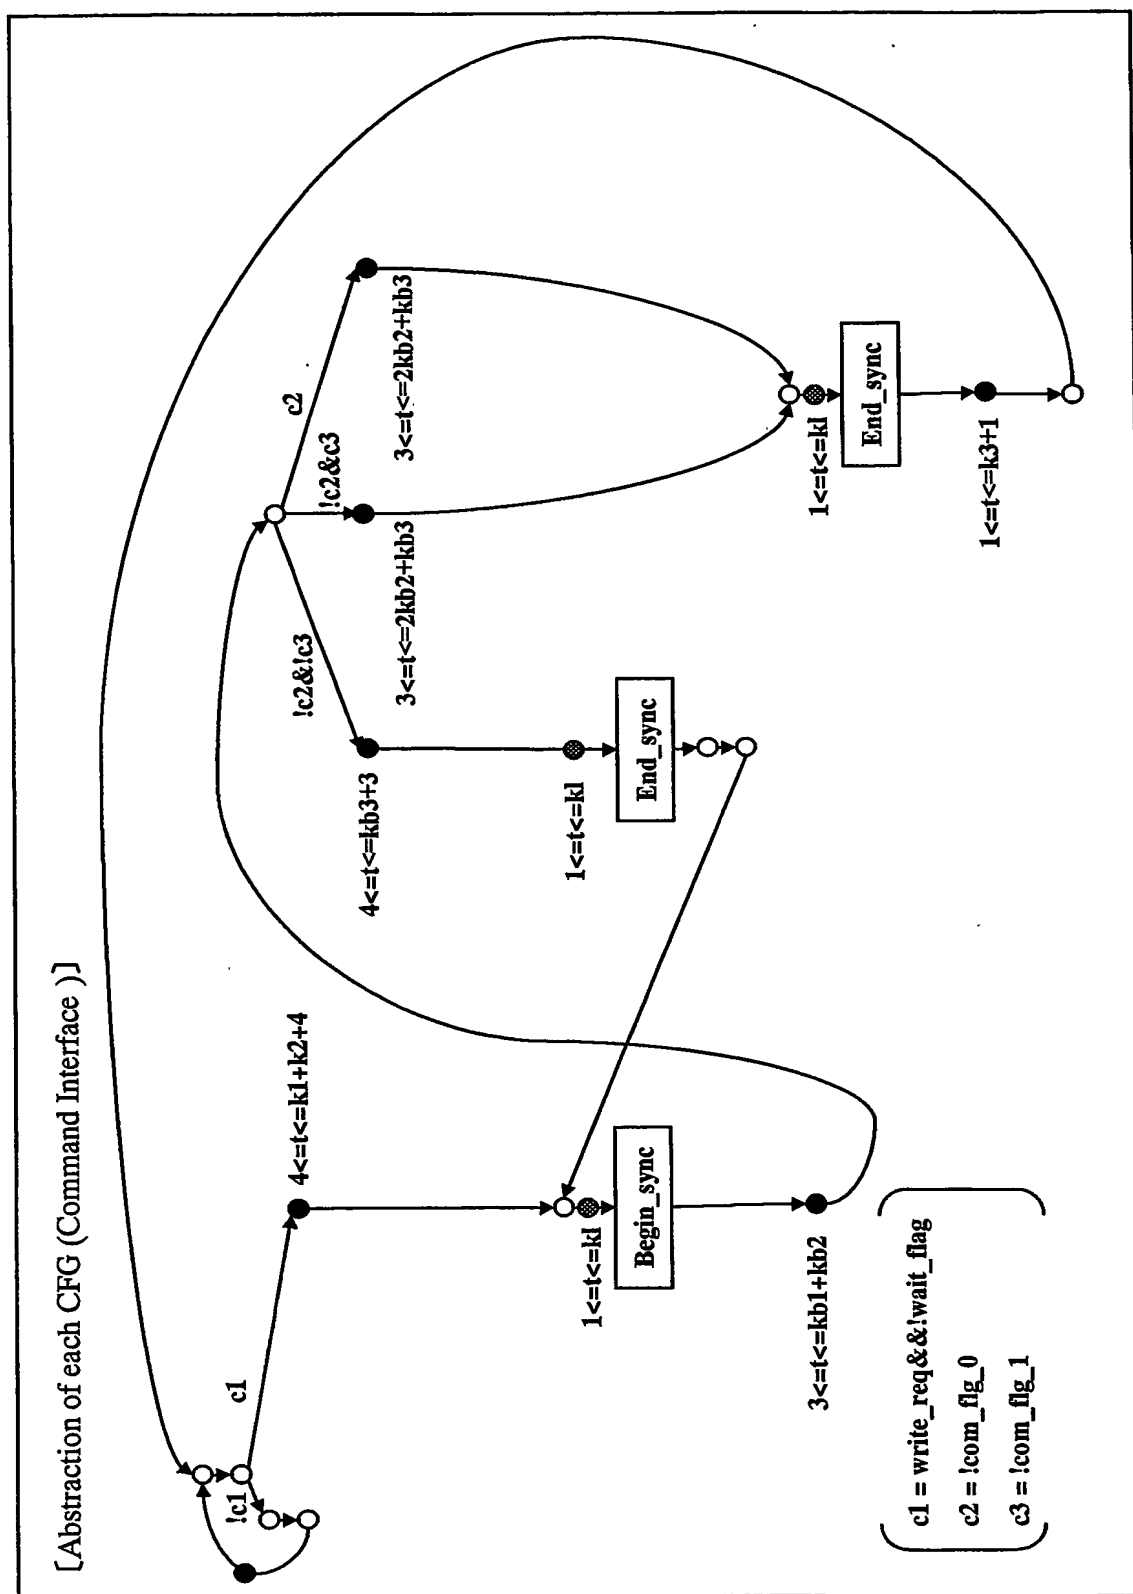 [Abstraction of each CFG (Command Interface )]
!c1
c1
4<=t<=k1+k2+4
1<=t<=kl
Begin_sync
3<=t<=kb1+kb2
!c2&!c3
!c2&c3
c2
4<=t<=kb3+3
3<=t<=2kb2+kb3
3<=t<=2kb2+kb3
1<=t<=kl
End_sync
1<=t<=kl
End_sync
1<=t<=k3+1
c1 = write_req&&!wait_flag
c2 = !com_flg_0
c3 = !com_flg_1